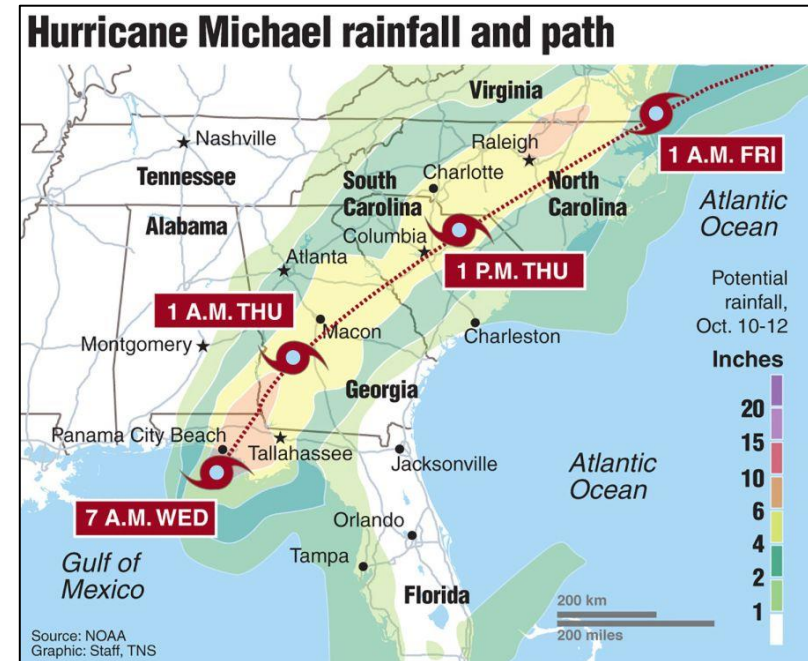 Hurricane Michael rainfall and path
Virginia
Nashville
Raleigh
1 A.M. FRI
Tennessee
Charlotte
South
Carolina
North
Carolina
Atlantic
Ocean
Alabama
Columbia
Atlanta
1 P.M. THU
Potential
rainfall,
Oct. 10-12
1 A.M. THU
Macon
Charleston
Montgomery
Inches
Georgia
20
15
10
6
4
2
1
Panama City Beach
Tallahassee
Jacksonville
Atlantic
Ocean
7 A.M. WED
Orlando
Gulf of
Mexico
Tampa
Florida
200 km
200 miles
Source: NOAA
Graphic: Staff, TNS